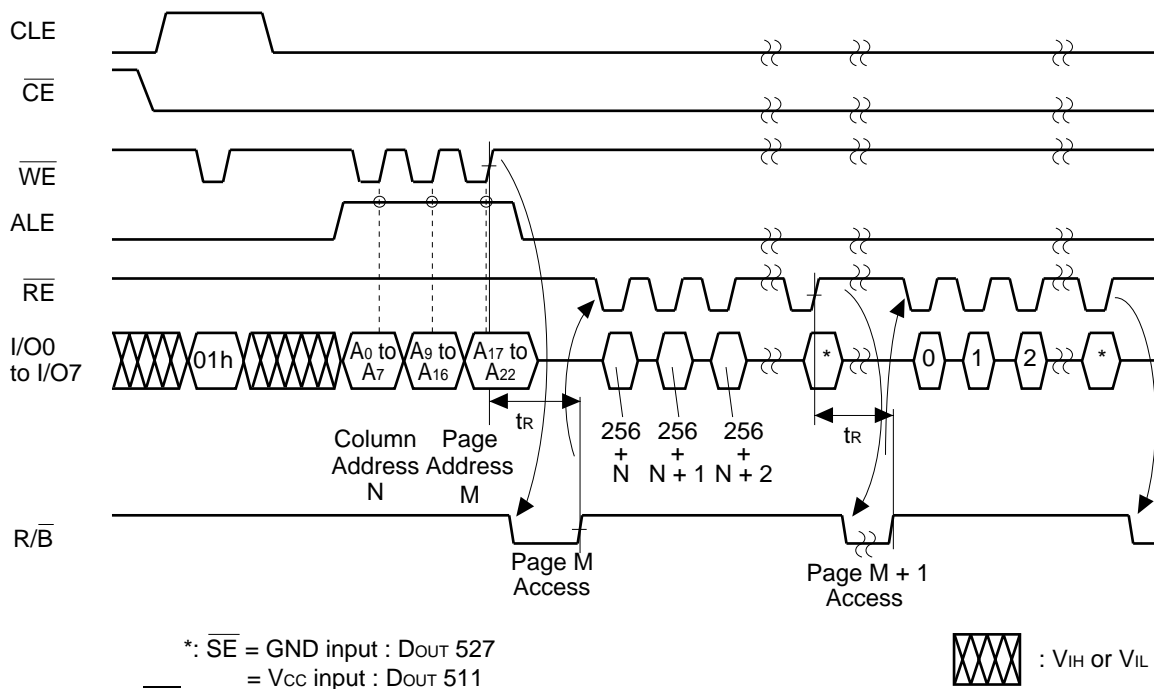 CLE
CE
WE
ALE
RE
I/O0
to I/O7
01h
A0 to
A7
A9 to
A16
A17 to
A22
*
0
1
2
*
tR
tR
256
+
N
256
+
N + 1
256
+
N + 2
Column
Address
N
Page
Address
M
R/B
Page M
Access
Page M + 1
Access
*: SE = GND input : DOUT 527
= VCC input : DOUT 511
: VIH or VIL